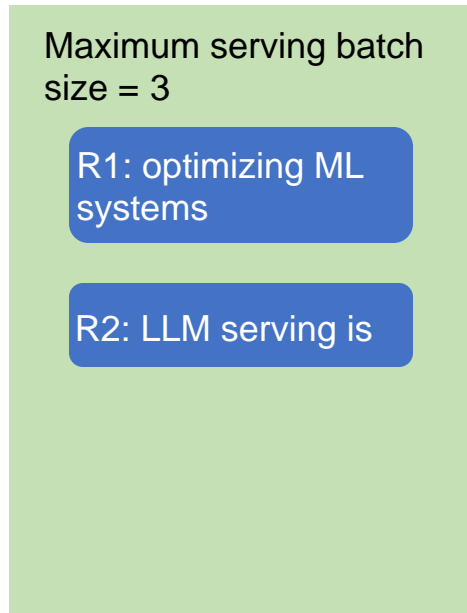 Maximum serving batch
size = 3
R1: optimizing ML
systems
R2: LLM serving is